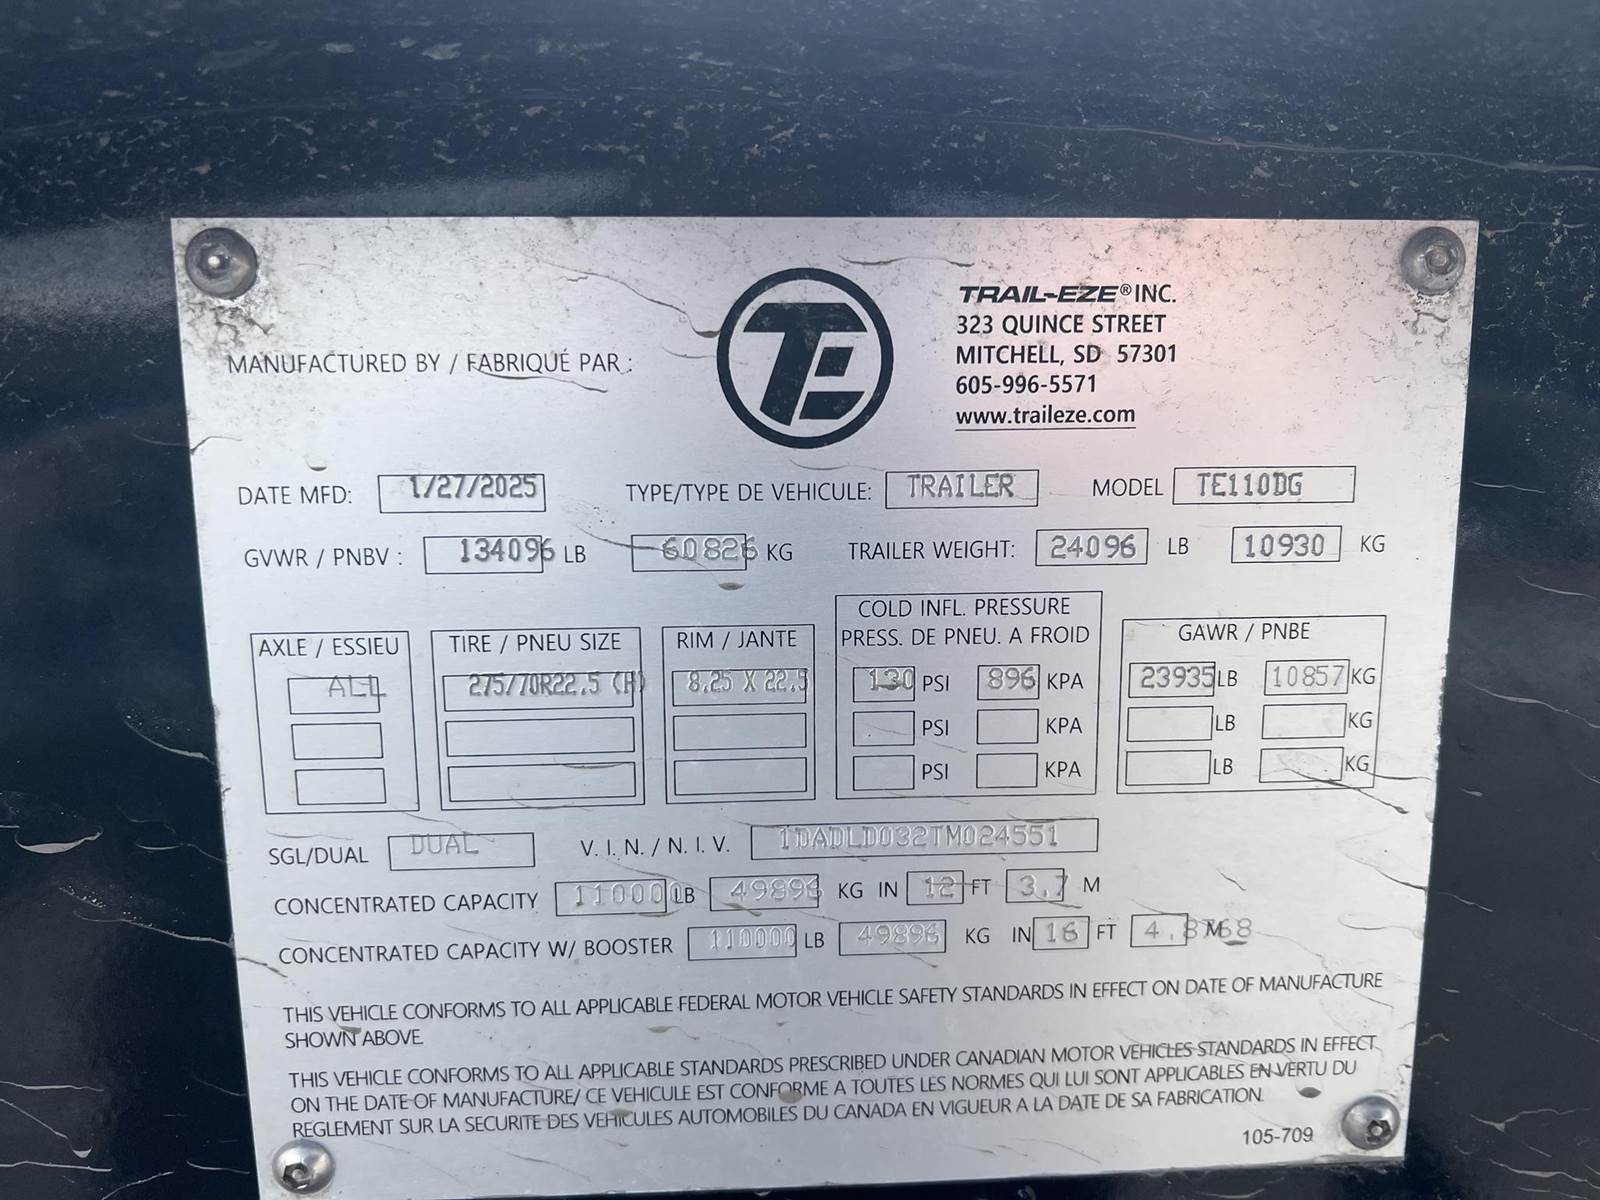 TE
TRAIL-EZE® INC.
323 QUINCE STREET
MITCHELL, SD 57301
605-996-5571
www.traileze.com
MANUFACTURED BY / FABRIQUÉ PAR :
DATE MFD: 1/27/2025 TYPE/TYPE DE VEHICULE: TRAILER MODEL TE110DG
GVWR / PNBV : 134096 LB 60826 KG TRAILER WEIGHT: 24096 LB 10930 KG
AXLE / ESSIEU TIRE / PNEU SIZE RIM / JANTE COLD INFL. PRESSURE GAWR / PNBE
PRESS. DE PNEU. A FROID
ALL 275/70R22.5 (H) 8.25 X 22.5 130 PSI 896 KPA 23935 LB 10857 KG
PSI KPA LB KG
PSI KPA LB KG
SGL/DUAL DUAL V. I. N. / N. I. V. 1DADLD032TM024551
CONCENTRATED CAPACITY 110000 LB 49896 KG IN 12 FT 3.7 M
CONCENTRATED CAPACITY W/ BOOSTER 110000 LB 49896 KG IN 16 FT 4.8768 M
THIS VEHICLE CONFORMS TO ALL APPLICABLE FEDERAL MOTOR VEHICLE SAFETY STANDARDS IN EFFECT ON DATE OF MANUFACTURE
SHOWN ABOVE.
THIS VEHICLE CONFORMS TO ALL APPLICABLE STANDARDS PRESCRIBED UNDER CANADIAN MOTOR VEHICLES STANDARDS IN EFFECT
ON THE DATE OF MANUFACTURE/ CE VEHICULE EST CONFORME A TOUTES LES NORMES QUI LUI SONT APPLICABLES EN VERTU DU
REGLEMENT SUR LA SECURITE DES VEHICULES AUTOMOBILES DU CANADA EN VIGUEUR A LA DATE DE SA FABRICATION.
105-709